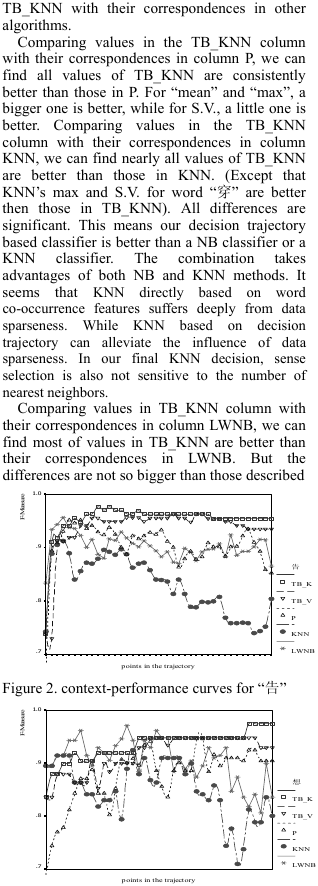 TB_KNN with their correspondences in other
algorithms.
Comparing values in the TB_KNN column
with their correspondences in column P, we can
find all values of TB_KNN are consistently
better than those in P. For “mean” and “max”, a
bigger one is better, while for S.V., a little one is
better. Comparing values in the TB_KNN
column with their correspondences in column
KNN, we can find nearly all values of TB_KNN
are better than those in KNN. (Except that
KNN’s max and S.V. for word “穿” are better
then those in TB_KNN). All differences are
significant. This means our decision trajectory
based classifier is better than a NB classifier or a
KNN classifier. The combination takes
advantages of both NB and KNN methods. It
seems that KNN directly based on word
co-occurrence features suffers deeply from data
sparseness. While KNN based on decision
trajectory can alleviate the influence of data
sparseness. In our final KNN decision, sense
selection is also not sensitive to the number of
nearest neighbors.
Comparing values in TB_KNN column with
their correspondences in column LWNB, we can
find most of values in TB_KNN are better than
their correspondences in LWNB. But the
differences are not so bigger than those described
F-Measure
1.0
.9
.8
.7
points in the trajectory
告
TB_K
TB_V
P
KNN
LWNB
Figure 2. context-performance curves for “告”
F-Measure
1.0
.9
.8
.7
points in the trajectory
想
TB_K
TB_V
P
KNN
LWNB